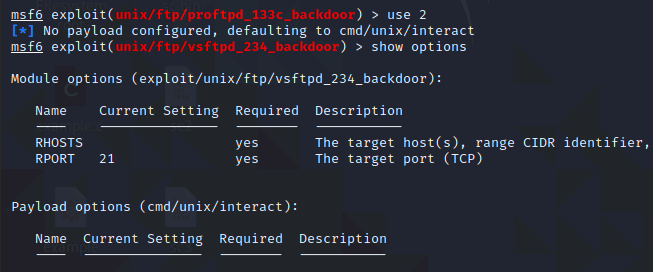 msf6 exploit(unix/ftp/proftpd_133c_backdoor) > use 2
[*] No payload configured, defaulting to cmd/unix/interact
msf6 exploit(unix/ftp/vsftpd_234_backdoor) > show options
Module options (exploit/unix/ftp/vsftpd_234_backdoor):
Name Current Setting Required Description
RHOSTS yes The target host(s), range CIDR identifier,
RPORT 21 yes The target port (TCP)
Payload options (cmd/unix/interact):
Name Current Setting Required Description